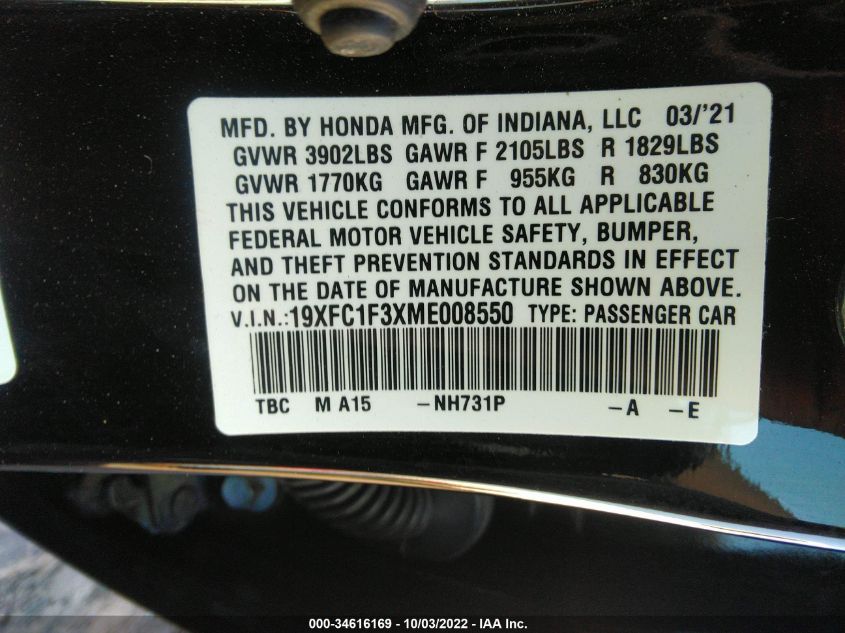 MFD. BY HONDA MFG. OF INDIANA, LLC 03/'21
GVWR 3902LBS GAWR F 2105LBS R 1829LBS
GVWR 1770KG GAWR F 955KG R 830KG
THIS VEHICLE CONFORMS TO ALL APPLICABLE
FEDERAL MOTOR VEHICLE SAFETY, BUMPER,
AND THEFT PREVENTION STANDARDS IN EFFECT
ON THE DATE OF MANUFACTURE SHOWN ABOVE.
V.I.N.:19XFC1F3XME008550 TYPE: PASSENGER CAR
TBC M A15 -NH731P -A -E
000-34616169 - 10/03/2022 - IAA Inc.